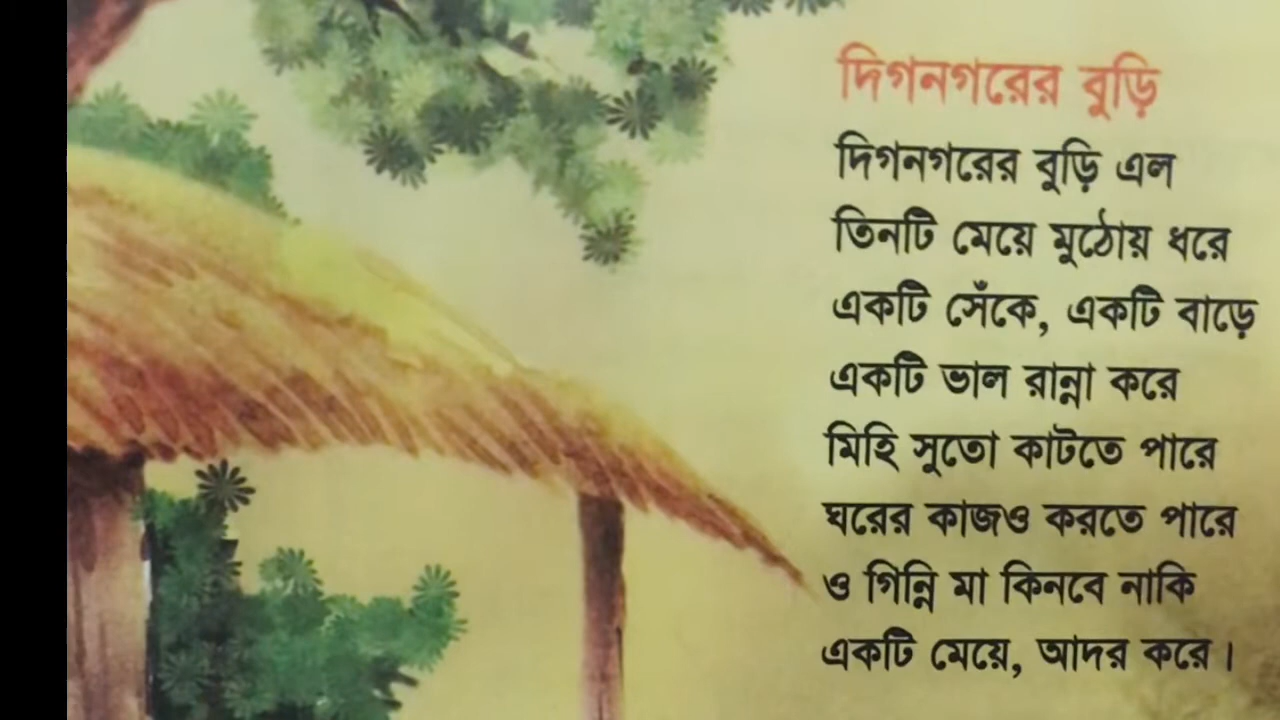 দিগনগরের বুড়ি
দিগনগরের বুড়ি এল
তিনটি মেয়ে মুঠোয় ধরে
একটি সেঁকে, একটি বাড়ে
একটি ভাল রান্না করে
মিহি সুতো কাটতে পারে
ঘরের কাজও করতে পারে
ও গিন্নি মা কিনবে নাকি
একটি মেয়ে, আদর করে।